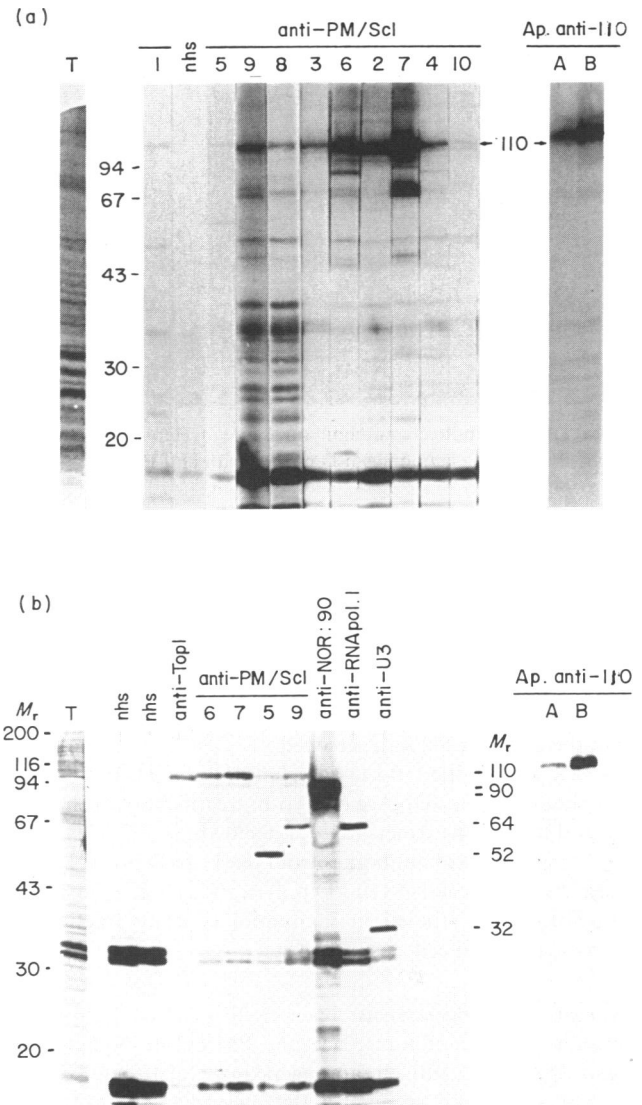 (a)
anti-PM/Scl
Ap. anti-110
T 1 nhs 5 9 8 3 6 2 7 4 10 A B
110
94
67
43
30
20
(b)
anti-Top1
anti-PM/Scl
anti-NOR:90
anti-RNApol.I
anti-U3
Ap. anti-110
Mr T nhs nhs 6 7 5 9 A B
Mr
200
116
94
67
43
30
20
110
90
64
52
32